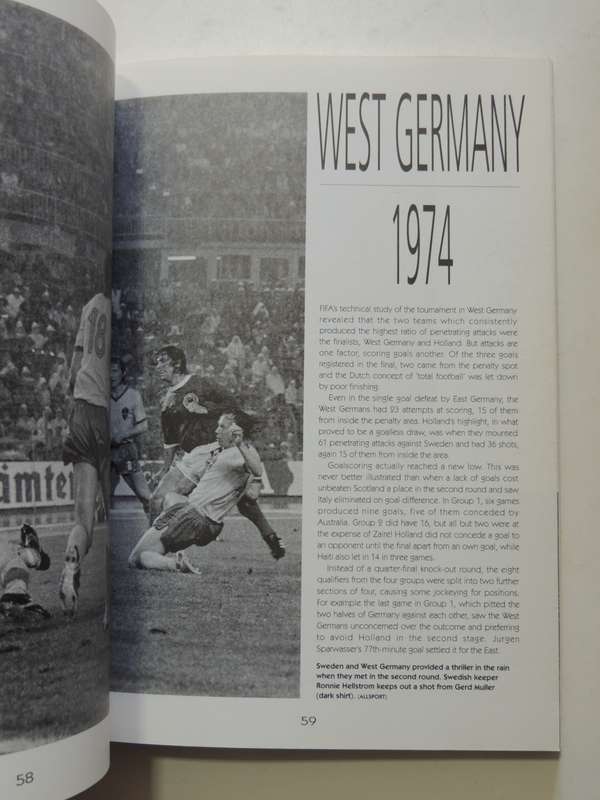 10
ämtert
WEST GERMANY
1974
FIFA's technical study of the tournament in West Germany
revealed that the two teams which consistently
produced the highest ratio of penetrating attacks were
the finalists, West Germany and Holland. But attacks are
one factor, scoring goals another. Of the three goals
registered in the final, two came from the penalty spot
and the Dutch concept of 'total football' was let down
by poor finishing.
Even in the single goal defeat by East Germany, the
West Germans had 23 attempts at scoring, 15 of them
from inside the penalty area. Holland's highlight, in what
proved to be a goalless draw, was when they mounted
61 penetrating attacks against Sweden and had 36 shots,
again 15 of them from inside the area.
Goalscoring actually reached a new low. This was
never better illustrated than when a lack of goals cost
unbeaten Scotland a place in the second round and saw
Italy eliminated on goal difference. In Group 1, six games
produced nine goals, five of them conceded by
Australia. Group 2 did have 16, but all but two were at
the expense of Zaire! Holland did not concede a goal to
an opponent until the final apart from an own goal, while
Haiti also let in 14 in three games.
Instead of a quarter-final knock-out round, the eight
qualifiers from the four groups were split into two further
sections of four, causing some jockeying for positions.
For example the last game in Group 1, which pitted the
two halves of Germany against each other, saw the West
Germans unconcerned over the outcome and preferring
to avoid Holland in the second stage. Jurgen
Sparwasser's 77th-minute goal settled it for the East.
Sweden and West Germany provided a thriller in the rain
when they met in the second round. Swedish keeper
Ronnie Hellstrom keeps out a shot from Gerd Muller
(dark shirt). (ALLSPORT)
59
58